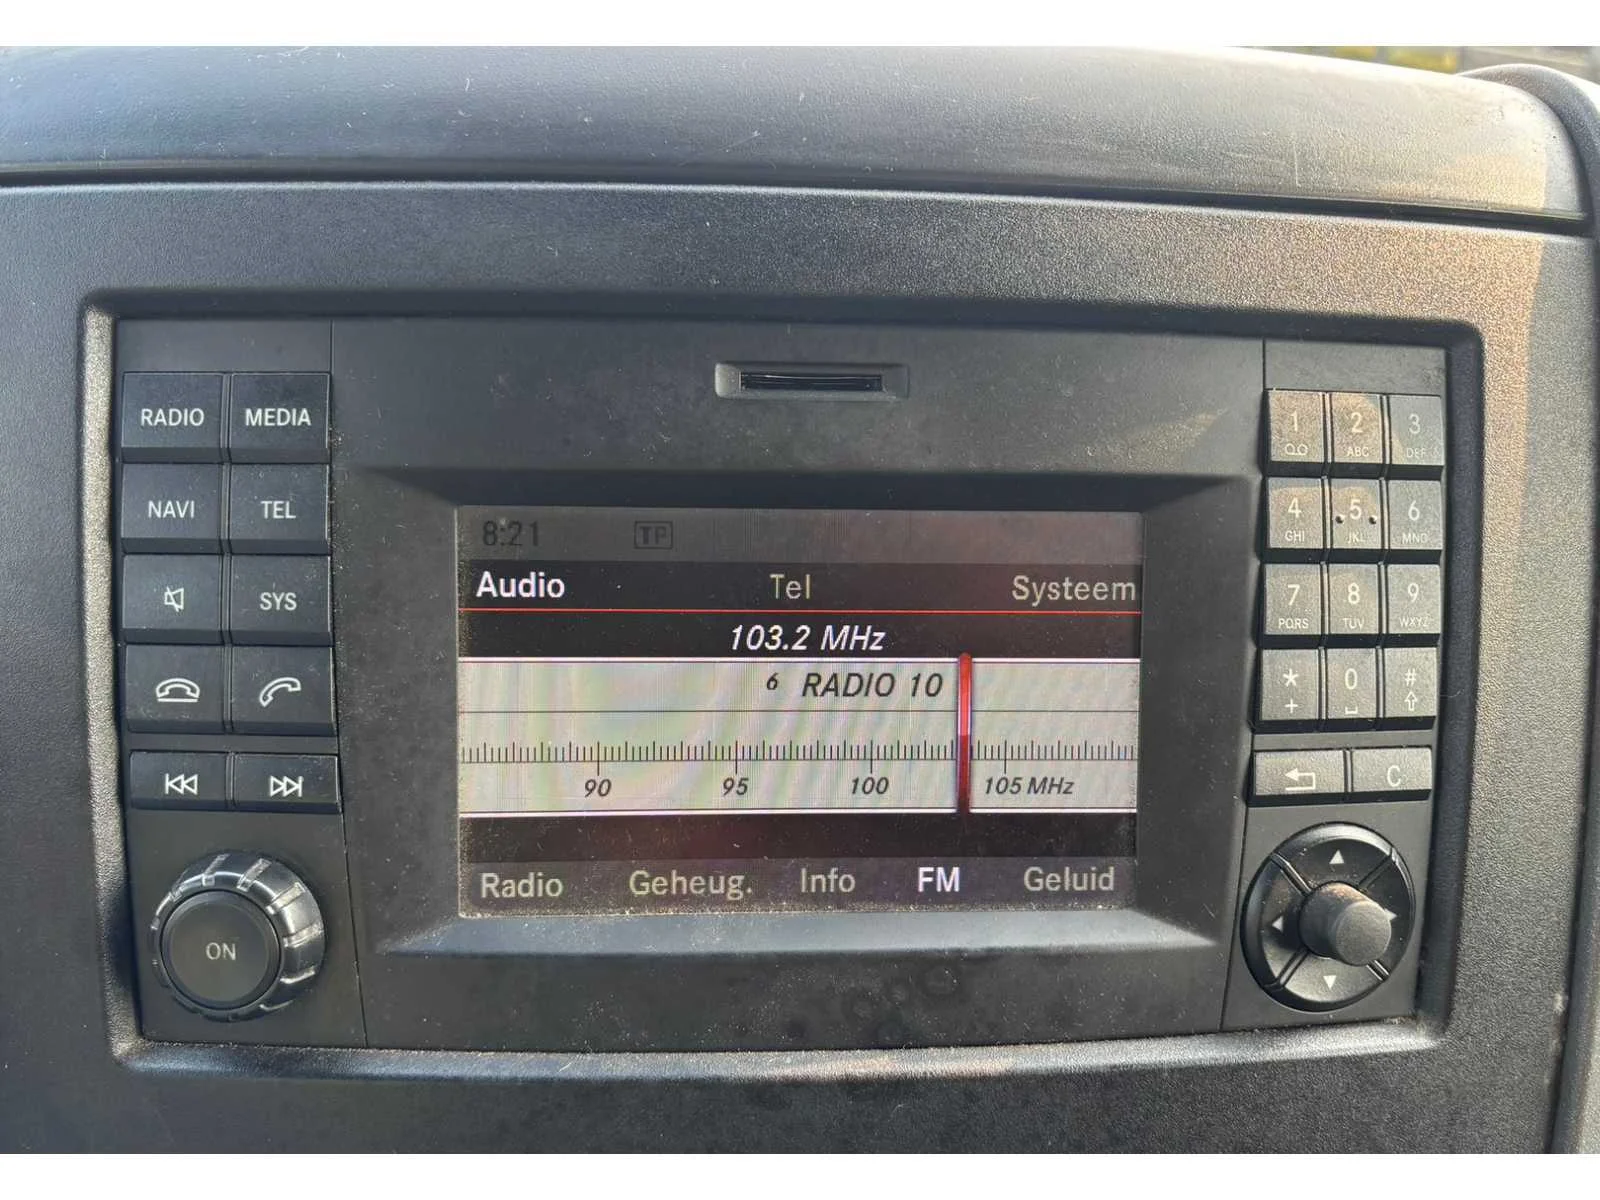 RADIO MEDIA
NAVI TEL
SYS
ON
8:21 TP
Audio Tel Systeem
103.2 MHz
6 RADIO 10
90 95 100 105 MHz
Radio Geheug. Info FM Geluid
1 2 3
ABC DEF
4 5 6
GHI JKL MNO
7 8 9
PQRS TUV WXYZ
* 0 #
+
C